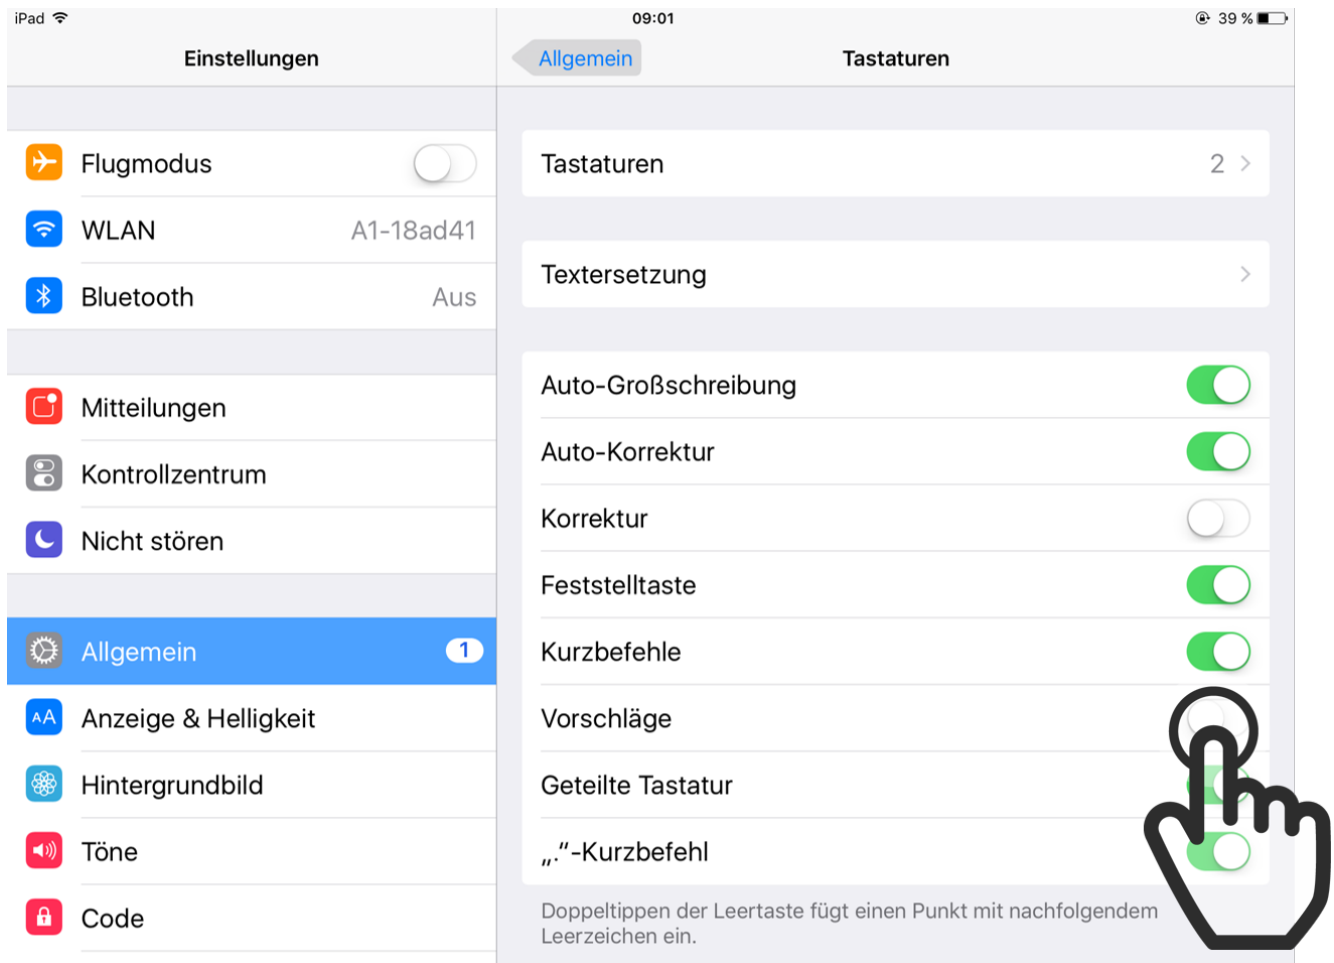 iPad
09:01
39 %
Einstellungen
Allgemein
Tastaturen
Flugmodus
WLAN
A1-18ad41
Bluetooth
Aus
Mitteilungen
Kontrollzentrum
Nicht stören
Allgemein
1
AA
Anzeige & Helligkeit
Hintergrundbild
Töne
Code
Tastaturen
2
Textersetzung
Auto-Großschreibung
Auto-Korrektur
Korrektur
Feststelltaste
Kurzbefehle
Vorschläge
Geteilte Tastatur
„.“-Kurzbefehl
Doppeltippen der Leertaste fügt einen Punkt mit nachfolgendem
Leerzeichen ein.